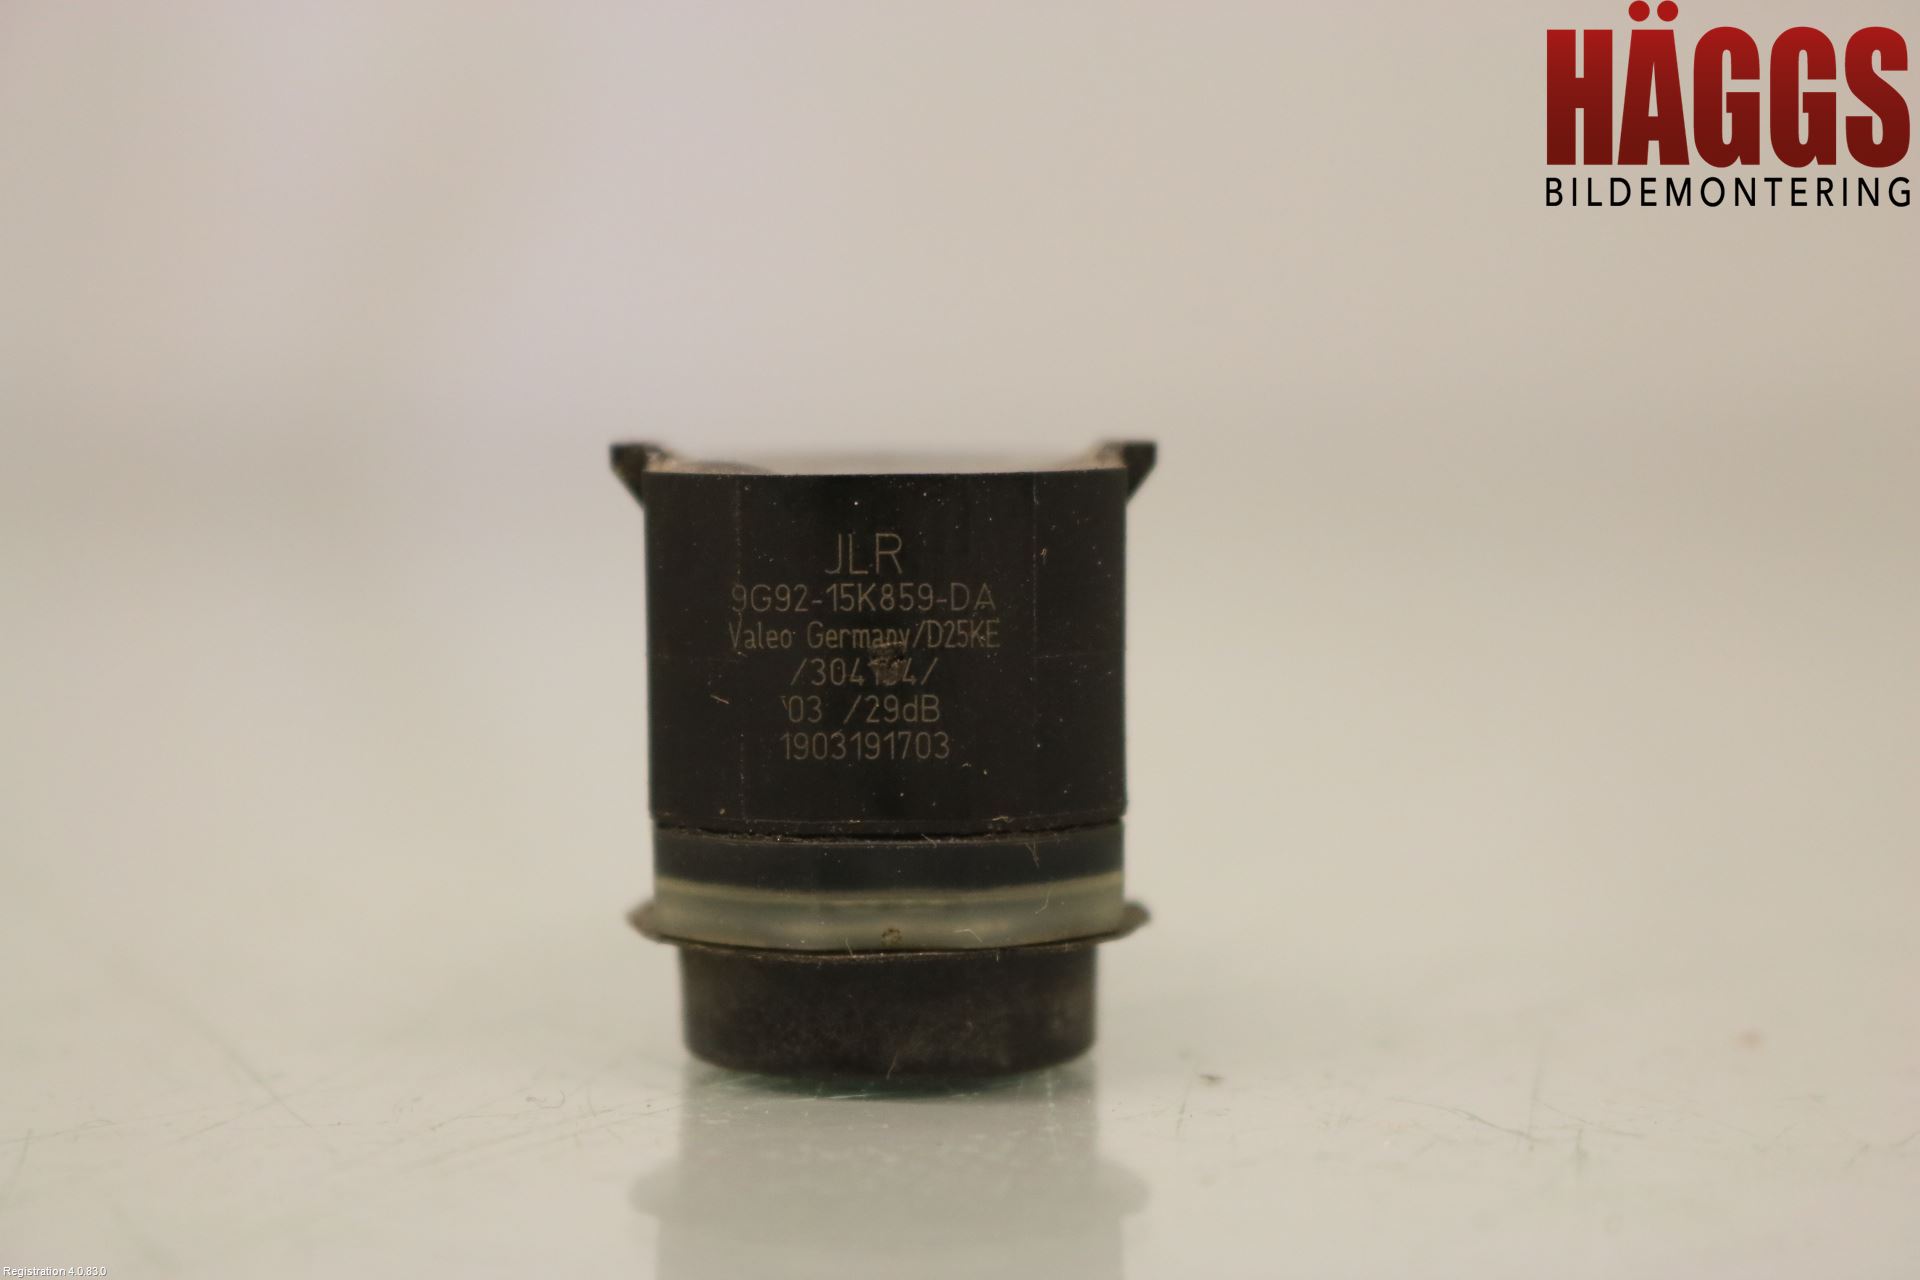 HÄGGS
BILDEMONTERING
JLR
9G92-15K859-DA
Valeo Germany/D25KE
03 /29dB
1903191703
Registration 4.0.83.0